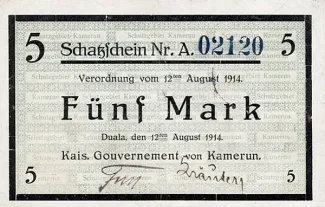 5 Schatzschein Nr. A. 02120 5
Verordnung vom 12ten August 1914.
Fünf Mark
Duala, den 12ten August 1914.
Kais. Gouvernement von Kamerun.
5 5